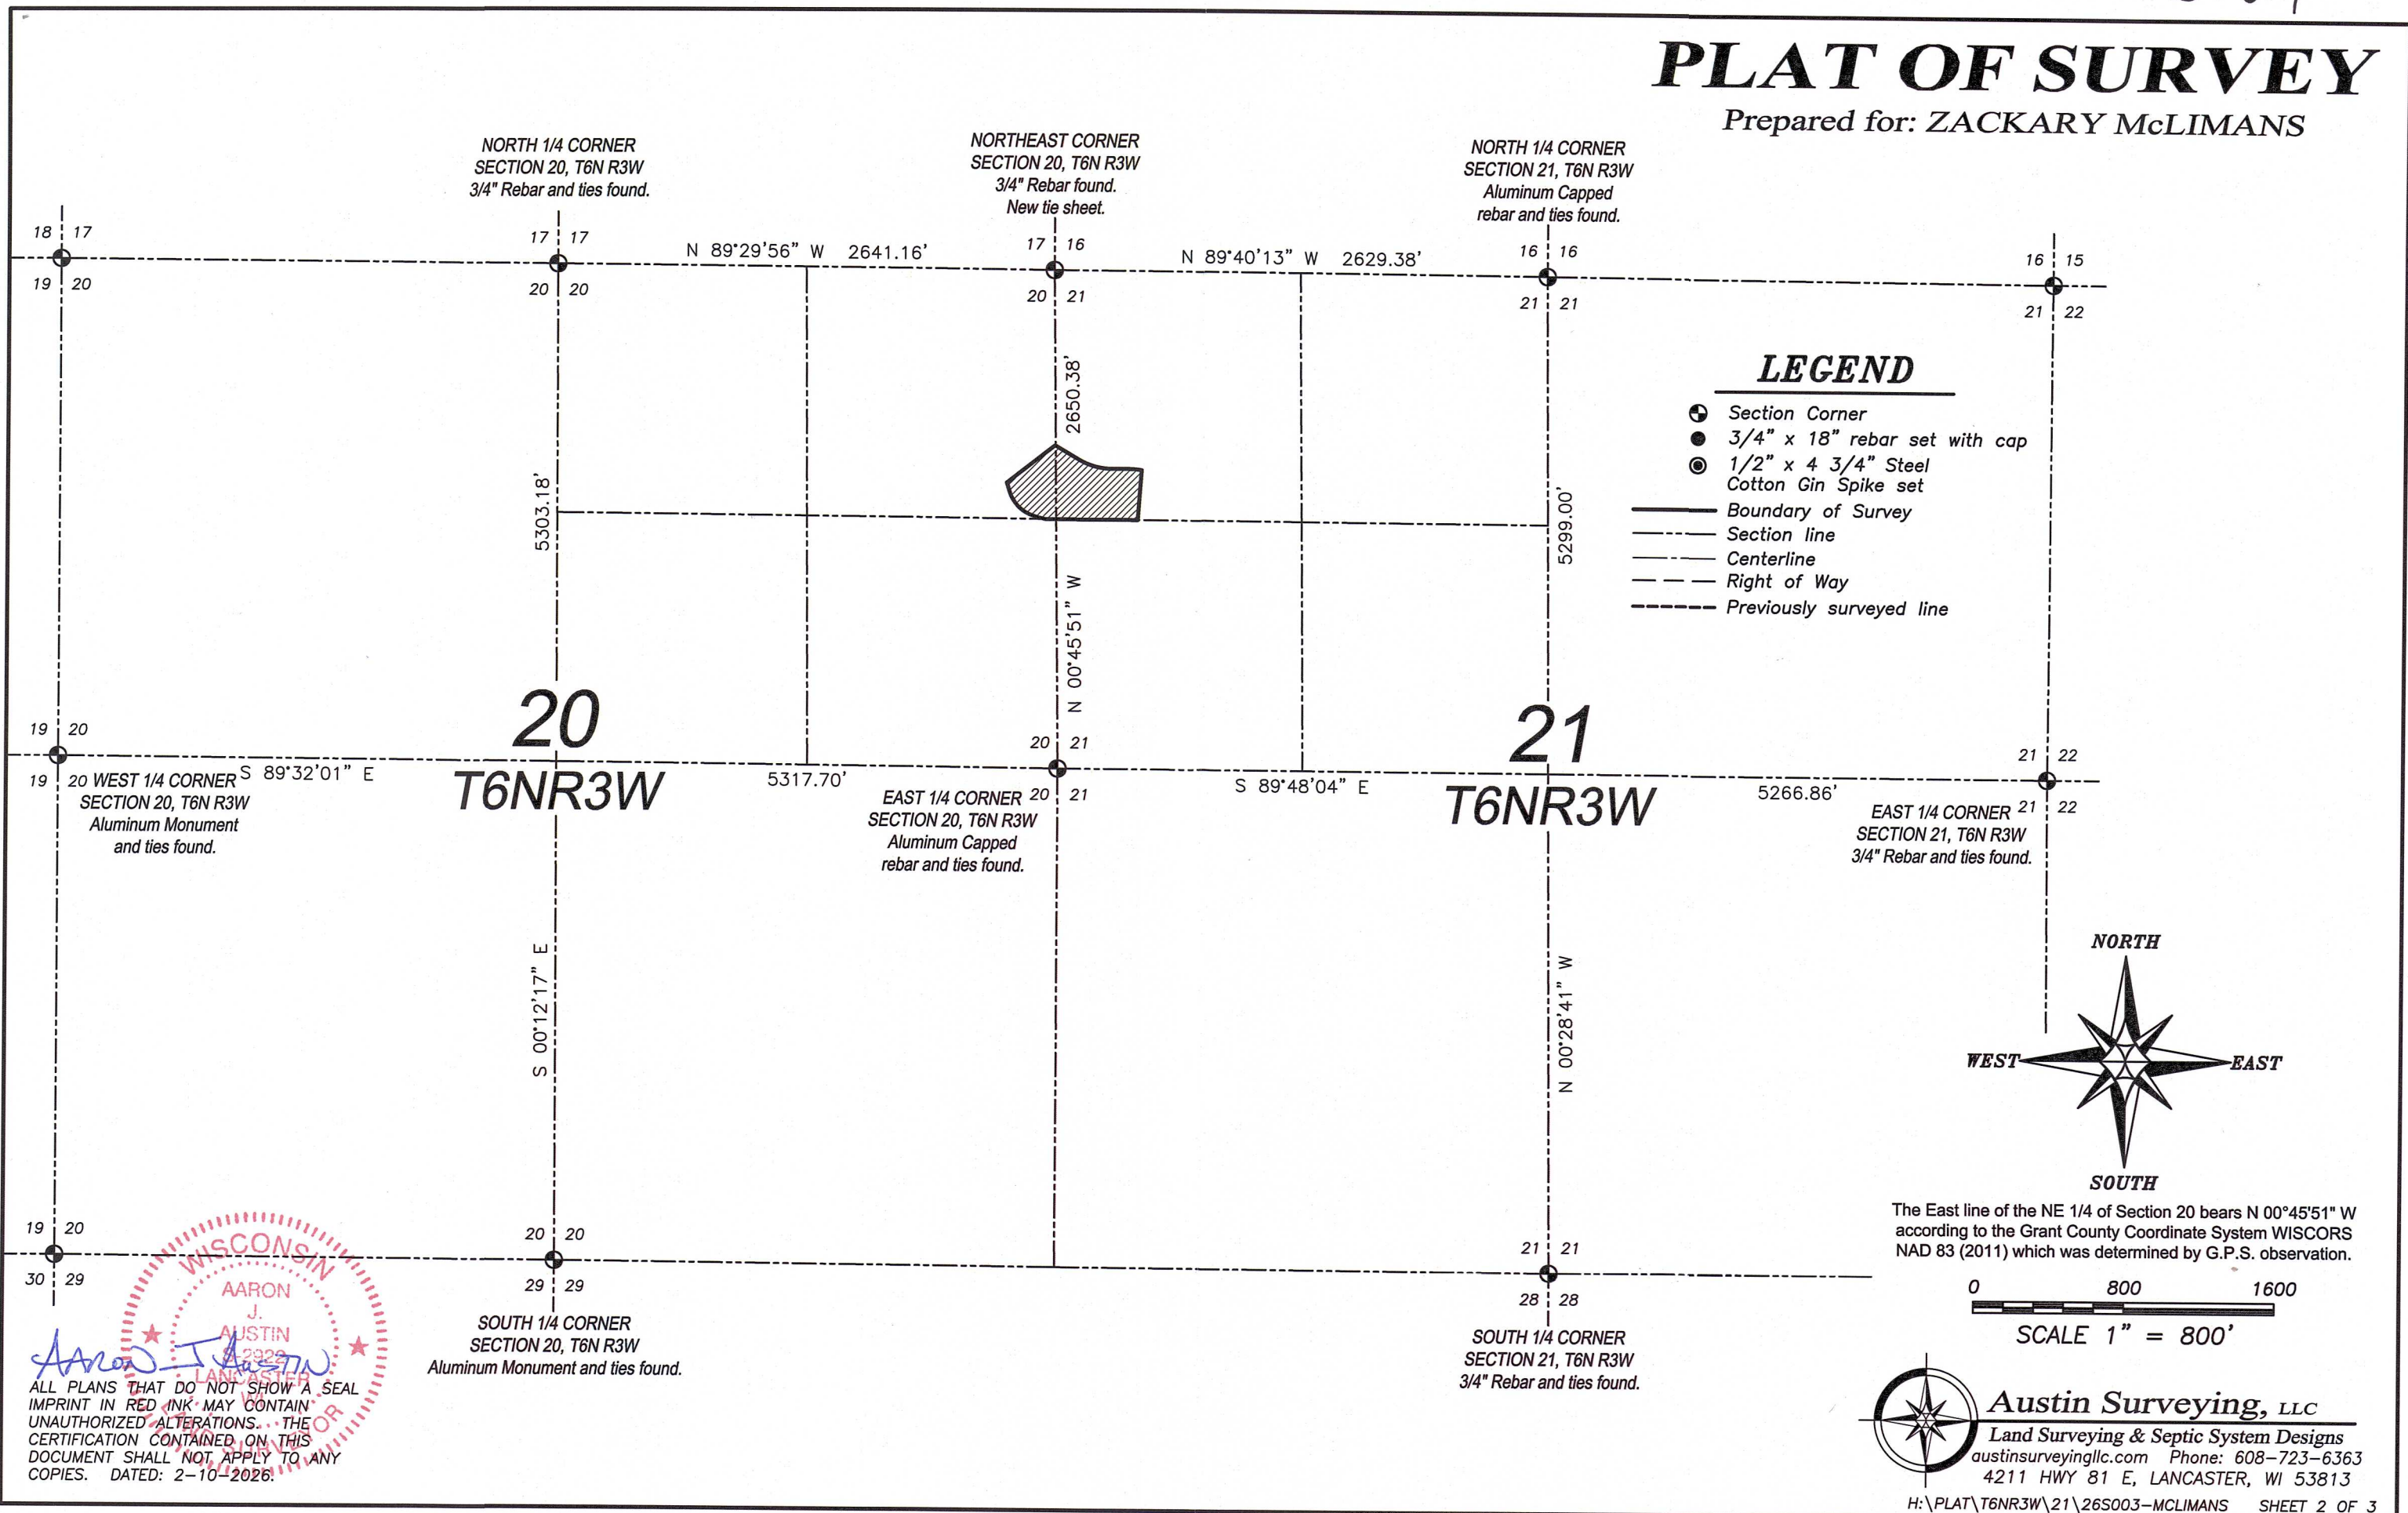 PLAT OF SURVEY
Prepared for: ZACKARY McLIMANS
NORTH 1/4 CORNER
SECTION 20, T6N R3W
3/4" Rebar and ties found.
NORTHEAST CORNER
SECTION 20, T6N R3W
3/4" Rebar found.
New tie sheet.
NORTH 1/4 CORNER
SECTION 21, T6N R3W
Aluminum Capped
rebar and ties found.
18 17
19 20
17 17
20 20
N 89°29'56" W 2641.16'
17 16
20 21
N 89°40'13" W 2629.38'
16 16
21 21
16 15
21 22
2650.38'
5303.18'
5299.00'
N 00°45'51" W
LEGEND
Section Corner
3/4" x 18" rebar set with cap
1/2" x 4 3/4" Steel
Cotton Gin Spike set
Boundary of Survey
Section line
Centerline
Right of Way
Previously surveyed line
20
T6NR3W
21
T6NR3W
19 20
19 20
WEST 1/4 CORNER
SECTION 20, T6N R3W
Aluminum Monument
and ties found.
S 89°32'01" E
5317.70'
20 21
20 21
EAST 1/4 CORNER
SECTION 20, T6N R3W
Aluminum Capped
rebar and ties found.
S 89°48'04" E
5266.86'
21 22
21 22
EAST 1/4 CORNER
SECTION 21, T6N R3W
3/4" Rebar and ties found.
S 00°12'17" E
N 00°28'41" W
NORTH
WEST
EAST
SOUTH
The East line of the NE 1/4 of Section 20 bears N 00°45'51" W
according to the Grant County Coordinate System WISCORS
NAD 83 (2011) which was determined by G.P.S. observation.
0 800 1600
SCALE 1" = 800'
19 20
30 29
20 20
29 29
SOUTH 1/4 CORNER
SECTION 20, T6N R3W
Aluminum Monument and ties found.
21 21
28 28
SOUTH 1/4 CORNER
SECTION 21, T6N R3W
3/4" Rebar and ties found.
WISCONSIN
AARON
J.
AUSTIN
S-2922
LANCASTER
WI
LAND SURVEYOR
AARON J AUSTIN
ALL PLANS THAT DO NOT SHOW A SEAL
IMPRINT IN RED INK MAY CONTAIN
UNAUTHORIZED ALTERATIONS. THE
CERTIFICATION CONTAINED ON THIS
DOCUMENT SHALL NOT APPLY TO ANY
COPIES. DATED: 2-10-2026.
Austin Surveying, LLC
Land Surveying & Septic System Designs
austinsurveyingllc.com Phone: 608-723-6363
4211 HWY 81 E, LANCASTER, WI 53813
H:\PLAT\T6NR3W\21\26S003-MCLIMANS SHEET 2 OF 3